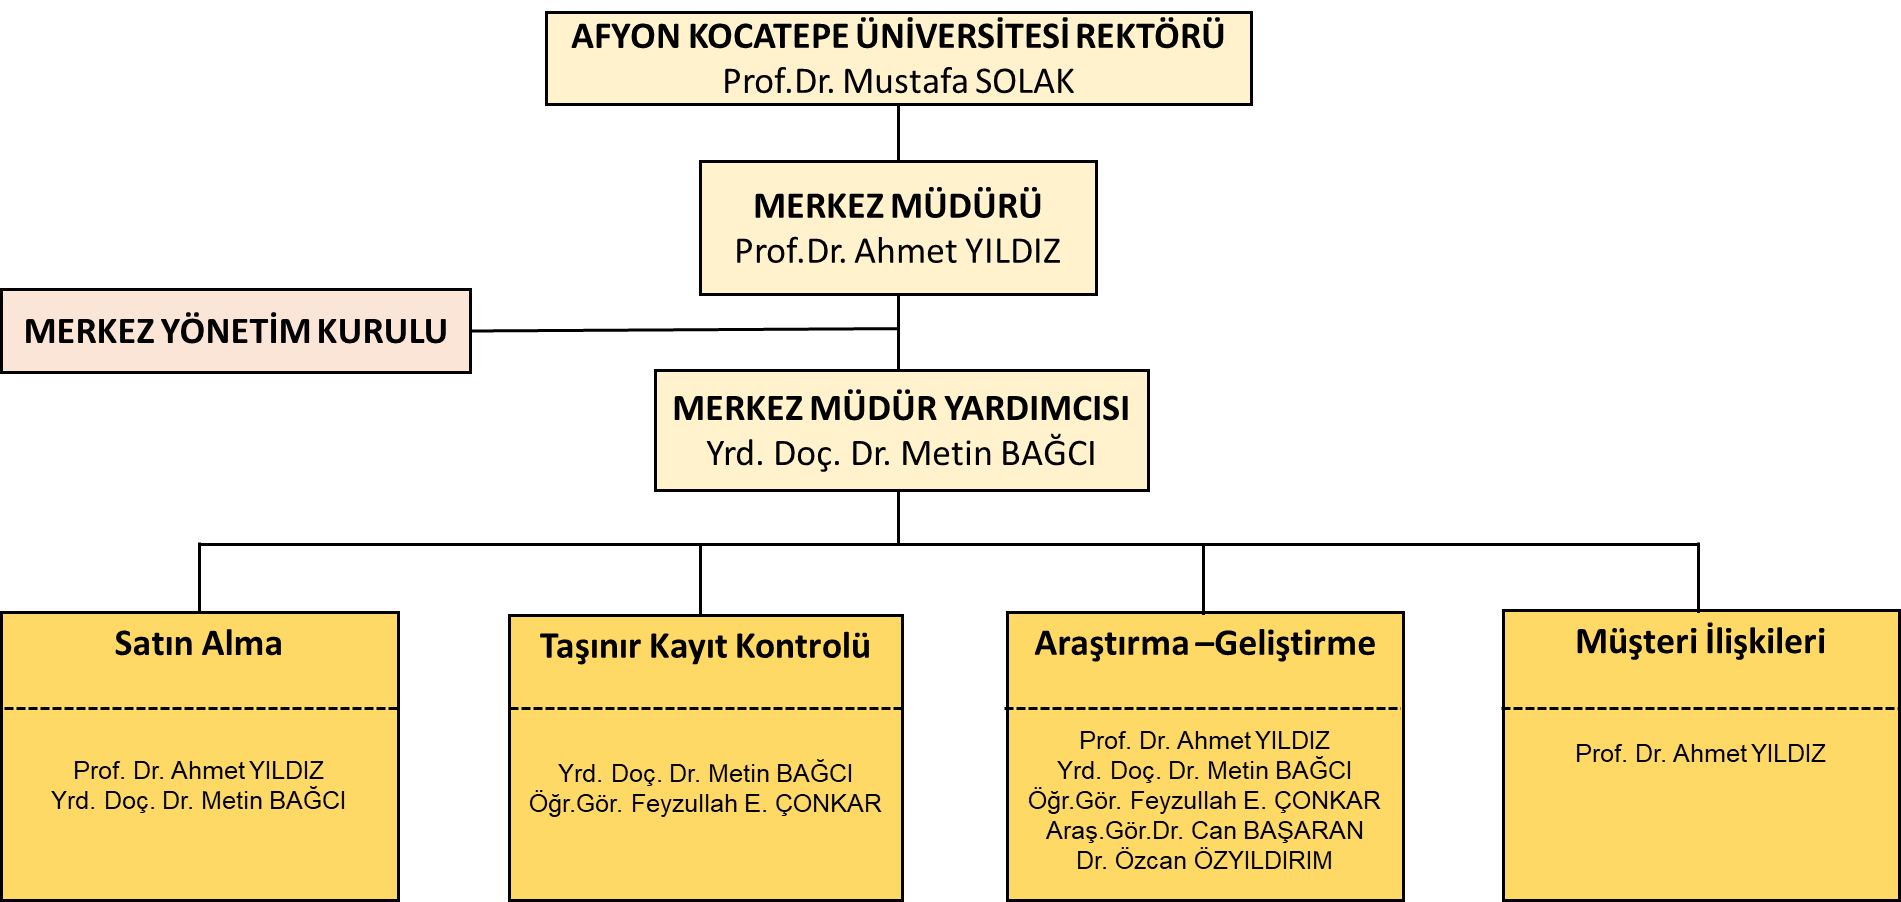 AFYON KOCATEPE ÜNİVERSİTESİ REKTÖRÜ
Prof.Dr. Mustafa SOLAK
MERKEZ MÜDÜRÜ
Prof.Dr. Ahmet YILDIZ
MERKEZ YÖNETİM KURULU
MERKEZ MÜDÜR YARDIMCISI
Yrd. Doç. Dr. Metin BAĞCI
Satın Alma
Prof. Dr. Ahmet YILDIZ
Yrd. Doç. Dr. Metin BAĞCI
Taşınır Kayıt Kontrolü
Yrd. Doç. Dr. Metin BAĞCI
Öğr.Gör. Feyzullah E. ÇONKAR
Araştırma –Geliştirme
Prof. Dr. Ahmet YILDIZ
Yrd. Doç. Dr. Metin BAĞCI
Öğr.Gör. Feyzullah E. ÇONKAR
Araş.Gör.Dr. Can BAŞARAN
Dr. Özcan ÖZYILDIRIM
Müşteri İlişkileri
Prof. Dr. Ahmet YILDIZ